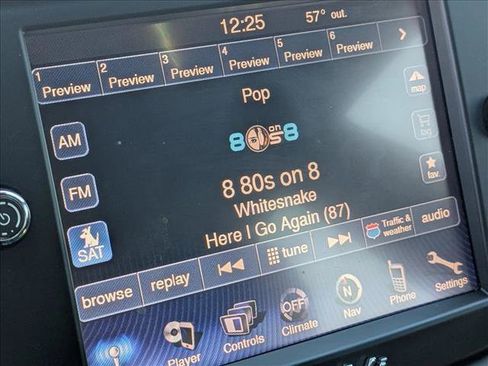 12:25 57° out.
1 2 3 4 5 6
Preview Preview Preview Preview Preview Preview >
Pop
map
AM
80s on 8
tag
FM
8 80s on 8
fav.
Whitesnake
SAT
Here I Go Again (87)
browse replay tune Traffic & weather audio
Player Controls OFF Climate N Nav Phone Settings